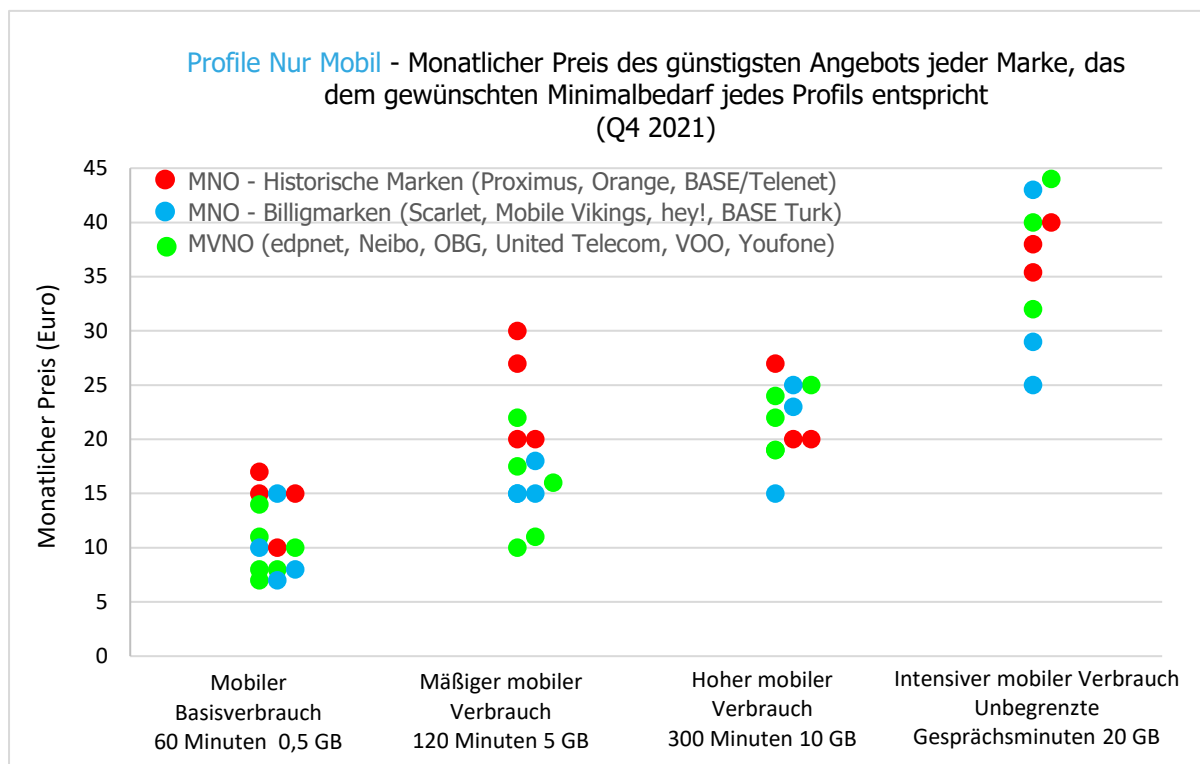 Profile Nur Mobil - Monatlicher Preis des günstigsten Angebots jeder Marke, das
dem gewünschten Minimalbedarf jedes Profils entspricht
(Q4 2021)
45
40
35
30
25
20
15
10
5
0
Monatlicher Preis (Euro)
MNO - Historische Marken (Proximus, Orange, BASE/Telenet)
MNO - Billigmarken (Scarlet, Mobile Vikings, hey!, BASE Turk)
MVNO (edpnet, Neibo, OBG, United Telecom, VOO, Youfone)
Mobiler
Basisverbrauch
60 Minuten 0,5 GB
Mäßiger mobiler
Verbrauch
120 Minuten 5 GB
Hoher mobiler
Verbrauch
300 Minuten 10 GB
Intensiver mobiler Verbrauch
Unbegrenzte
Gesprächsminuten 20 GB